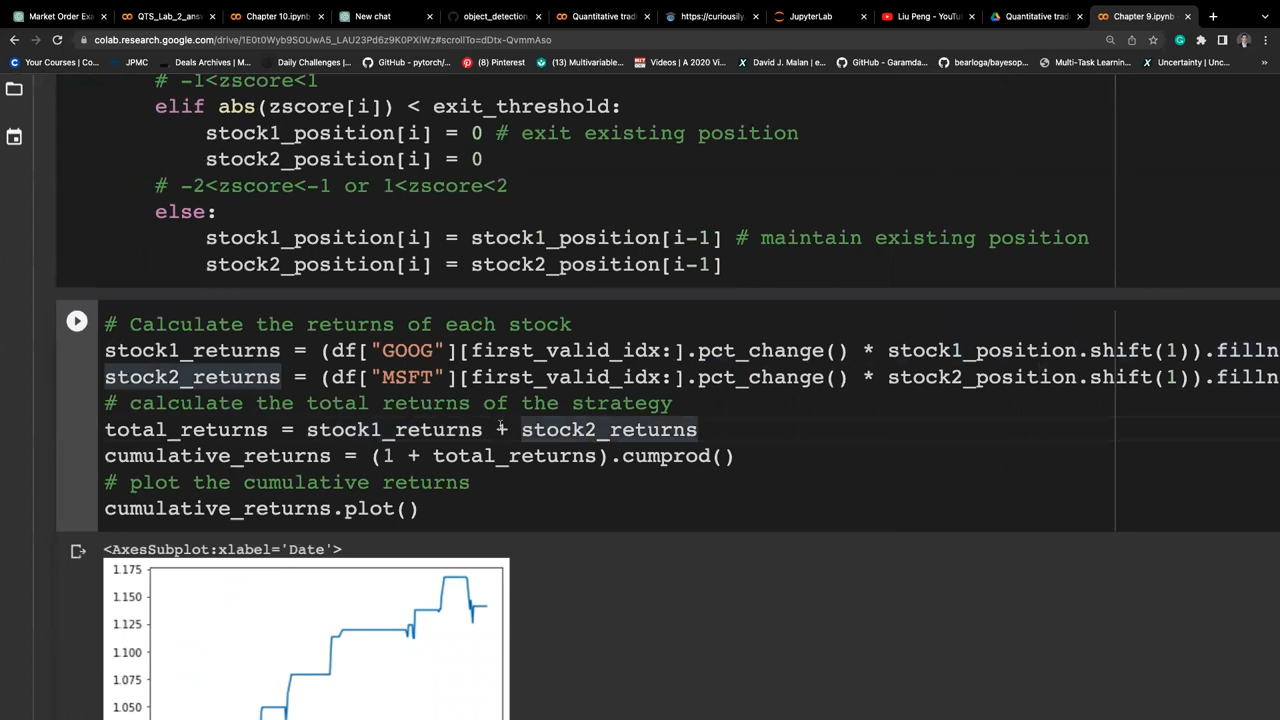 Market Order Exa
QTS_Lab_2_answ
Chapter 10.ipynb
New chat
object_detection_
Quantitative tradi
https://curiousily.
JupyterLab
Liu Peng - YouTu
Quantitative tradi
Chapter 9.ipynb
colab.research.google.com/drive/1E0t0Wyb9SOUwA5_LAU23Pd6z9K0PXiWz#scrollTo=dDtx-QvmmAso
Your Courses | Co...
JPMC
Deals Archives | M...
Daily Challenges |...
GitHub - pytorch/...
(8) Pinterest
(13) Multivariable...
Videos | A 2020 Vi...
David J. Malan | E...
GitHub - Garamda...
bearloga/bayesop...
Multi-Task Learnin...
Uncertainty | Unc...
# -1<zscore<1
elif abs(zscore[i]) < exit_threshold:
stock1_position[i] = 0 # exit existing position
stock2_position[i] = 0
# -2<zscore<-1 or 1<zscore<2
else:
stock1_position[i] = stock1_position[i-1] # maintain existing position
stock2_position[i] = stock2_position[i-1]
# Calculate the returns of each stock
stock1_returns = (df["GOOG"][first_valid_idx:].pct_change() * stock1_position.shift(1)).filln
stock2_returns = (df["MSFT"][first_valid_idx:].pct_change() * stock2_position.shift(1)).filln
# calculate the total returns of the strategy
total_returns = stock1_returns + stock2_returns
cumulative_returns = (1 + total_returns).cumprod()
# plot the cumulative returns
cumulative_returns.plot()
<AxesSubplot:xlabel='Date'>
1.175
1.150
1.125
1.100
1.075
1.050